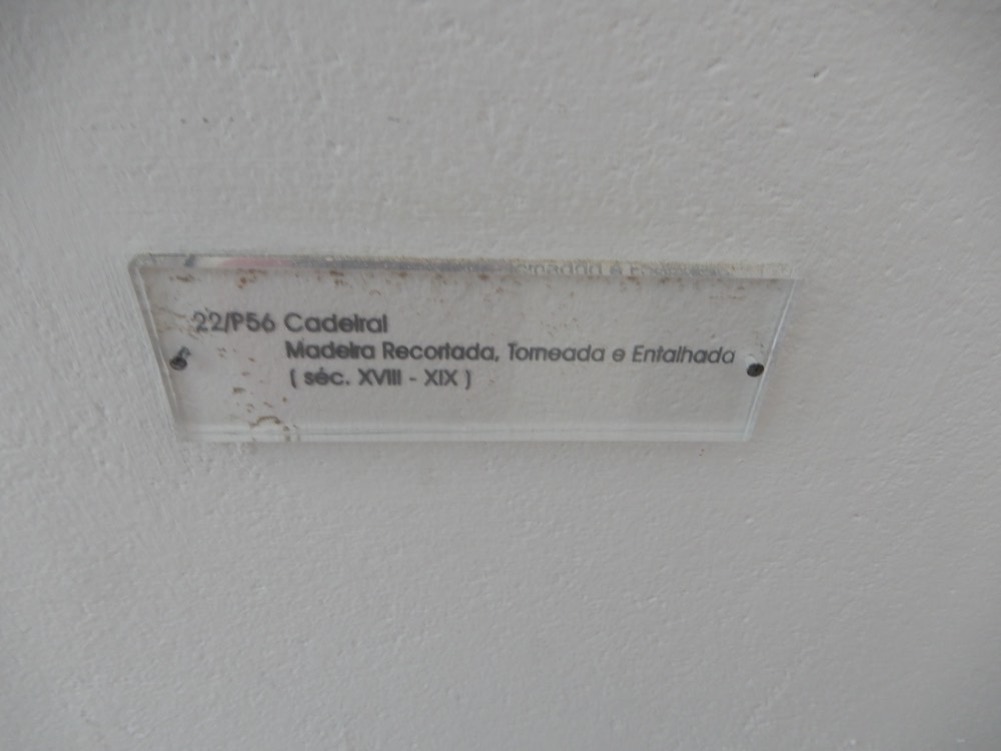 22/P56 Cadeiral
Madeira Recortada, Torneada e Entalhada
( séc. XVIII - XIX )